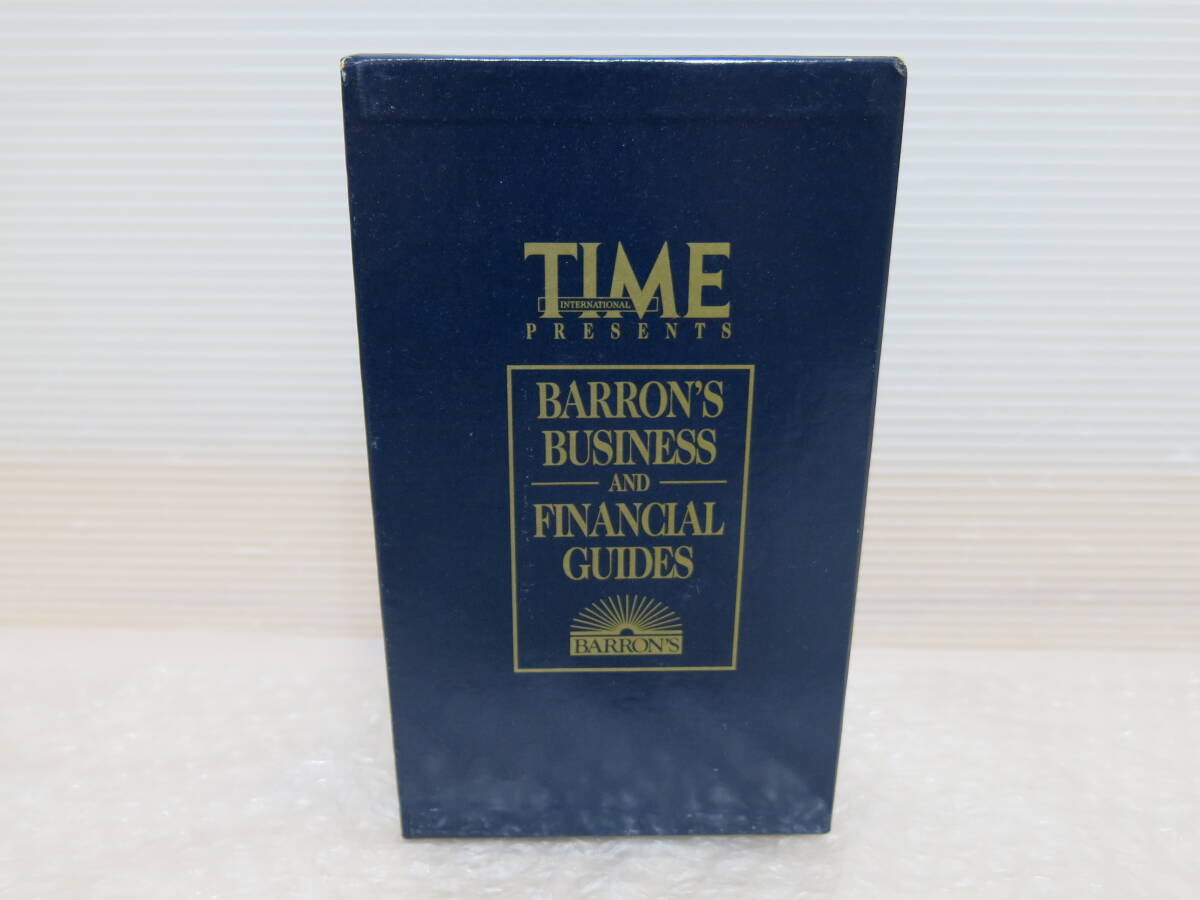 TIME
INTERNATIONAL
PRESENTS
BARRON'S
BUSINESS
AND
FINANCIAL
GUIDES
BARRON'S